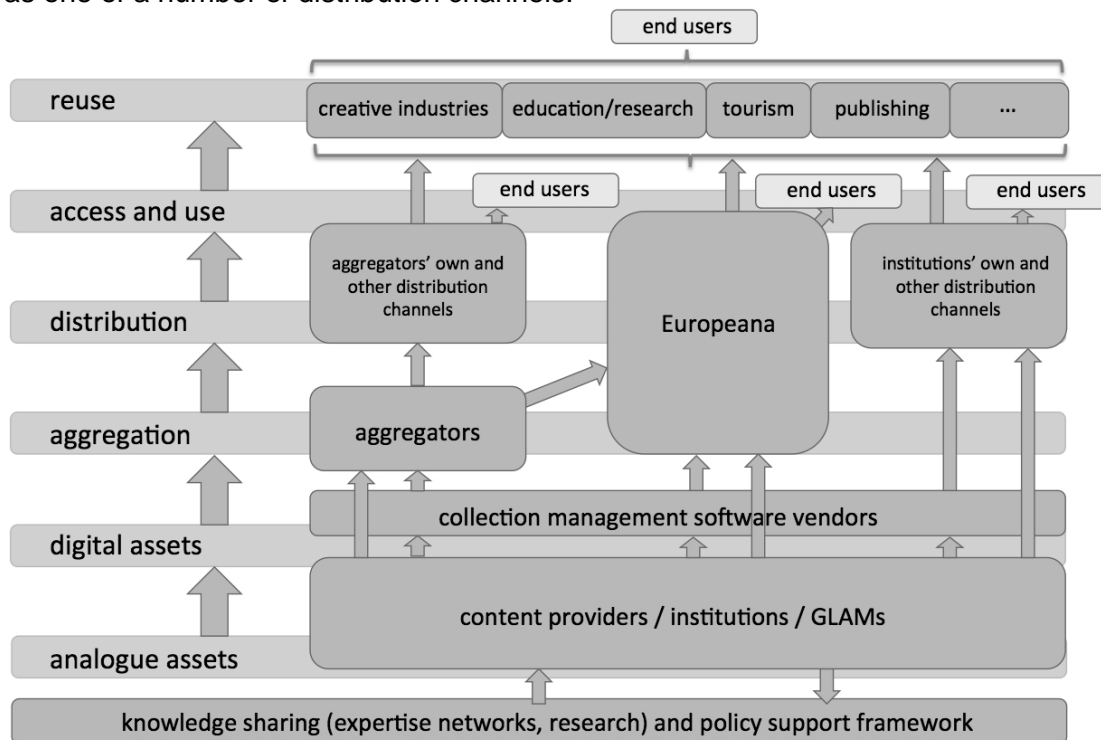 as one of a number of distribution channels.
end users
reuse
creative industries
education/research
tourism
publishing
...
end users
end users
end users
access and use
aggregators' own and
other distribution
channels
Europeana
institutions' own and
other distribution
channels
distribution
aggregators
aggregation
collection management software vendors
digital assets
content providers / institutions / GLAMs
analogue assets
knowledge sharing (expertise networks, research) and policy support framework